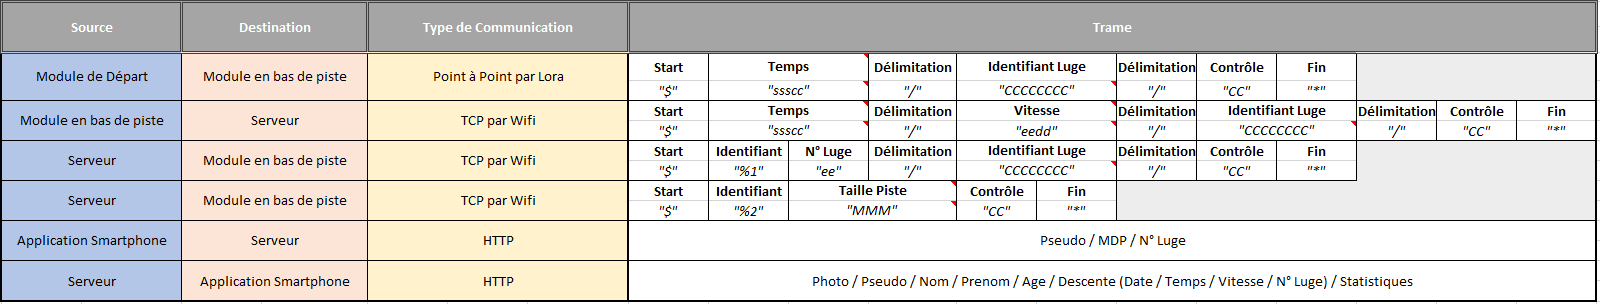 Source Destination Type de Communication Trame
Module de Départ Module en bas de piste Point à Point par Lora
Start Temps Délimitation Identifiant Luge Délimitation Contrôle Fin
"$" "ssscc" "/" "CCCCCCCC" "/" "CC" "*"
Module en bas de piste Serveur TCP par Wifi
Start Temps Délimitation Vitesse Délimitation Identifiant Luge Délimitation Contrôle Fin
"$" "ssscc" "/" "eedd" "/" "CCCCCCCC" "/" "CC" "*"
Serveur Module en bas de piste TCP par Wifi
Start Identifiant N° Luge Délimitation Identifiant Luge Délimitation Contrôle Fin
"$" "%1" "ee" "/" "CCCCCCCC" "/" "CC" "*"
Serveur Module en bas de piste TCP par Wifi
Start Identifiant Taille Piste Contrôle Fin
"$" "%2" "MMM" "CC" "*"
Application Smartphone Serveur HTTP Pseudo / MDP / N° Luge
Serveur Application Smartphone HTTP Photo / Pseudo / Nom / Prenom / Age / Descente (Date / Temps / Vitesse / N° Luge) / Statistiques